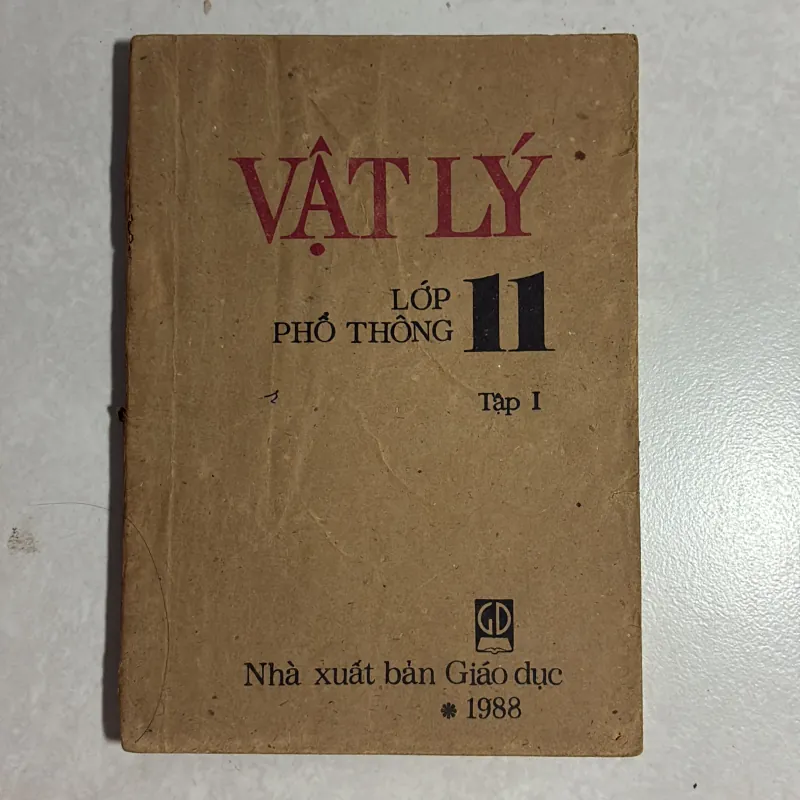 VẬT LÝ
LỚP 11
PHỔ THÔNG
Tập I
GD
Nhà xuất bản Giáo dục
* 1988